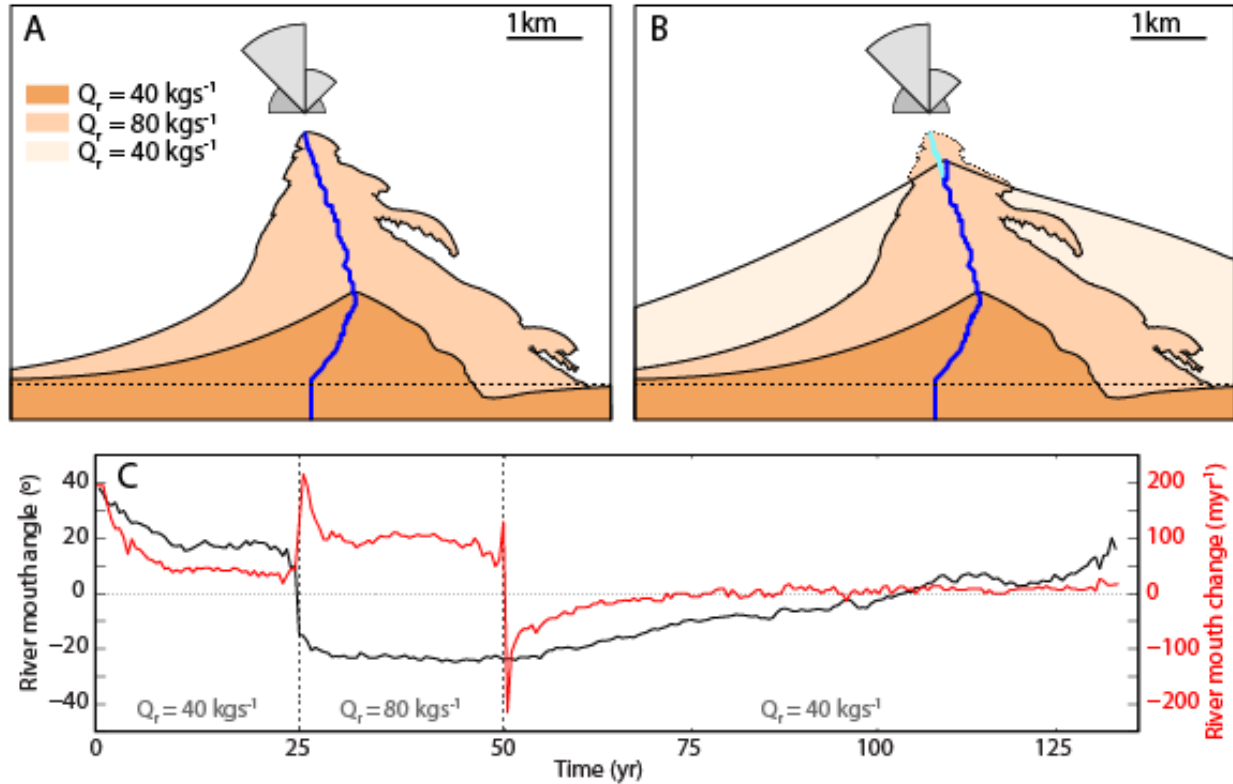 A
1km
Qr = 40 kgs-1
Qr = 80 kgs-1
Qr = 40 kgs-1
B
1km
C
River mouth angle (º)
40
20
0
−20
−40
200
100
0
−100
−200
River mouth change (myr-1)
Qr = 40 kgs-1
Qr = 80 kgs-1
Qr = 40 kgs-1
0
25
50
75
100
125
Time (yr)